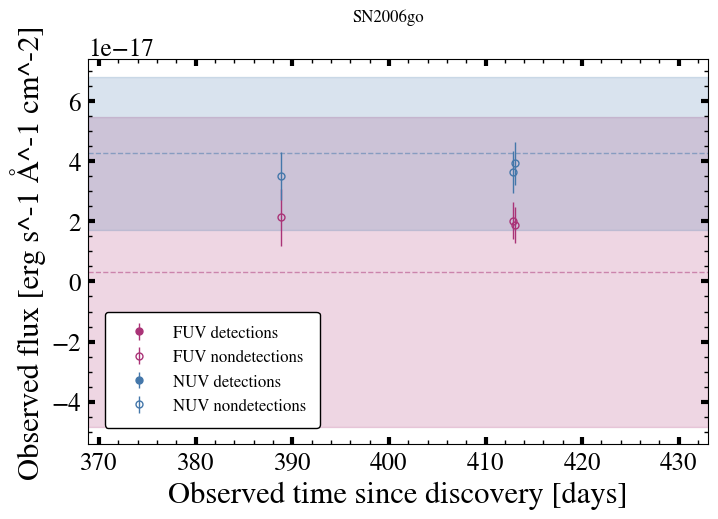 SN2006go
1e−17
6
4
2
0
−2
−4
Observed flux [erg s^-1 Å^-1 cm^-2]
FUV detections
FUV nondetections
NUV detections
NUV nondetections
370 380 390 400 410 420 430
Observed time since discovery [days]